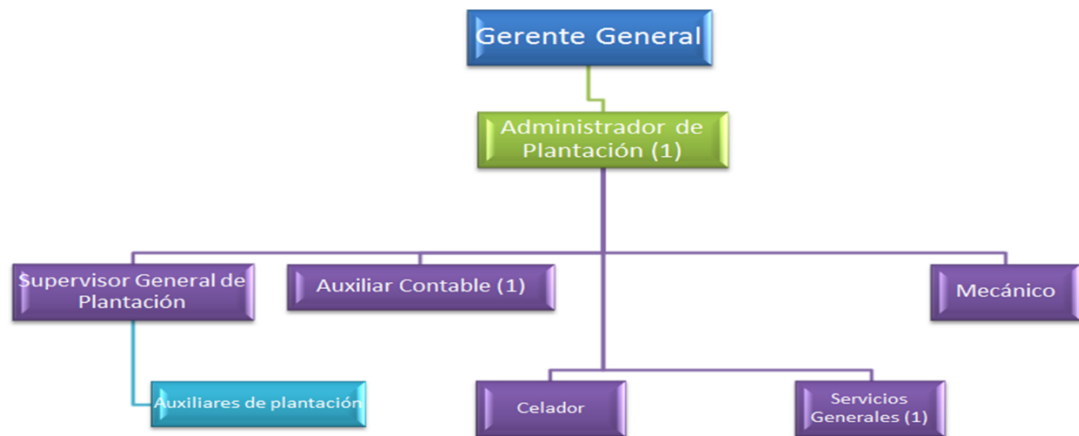 Gerente General
Administrador de
Plantación (1)
Supervisor General de
Plantación
Auxiliar Contable (1)
Mecánico
Auxiliares de plantación
Celador
Servicios
Generales (1)